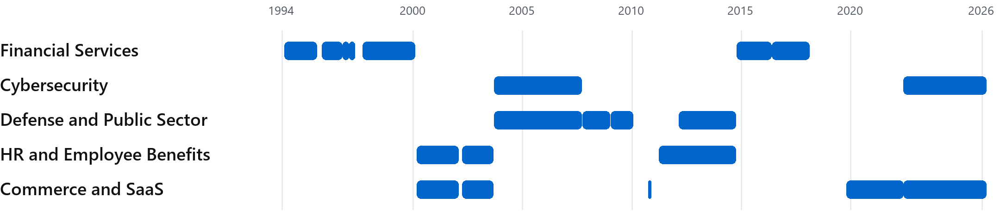 1994 2000 2005 2010 2015 2020 2026
Financial Services
Cybersecurity
Defense and Public Sector
HR and Employee Benefits
Commerce and SaaS